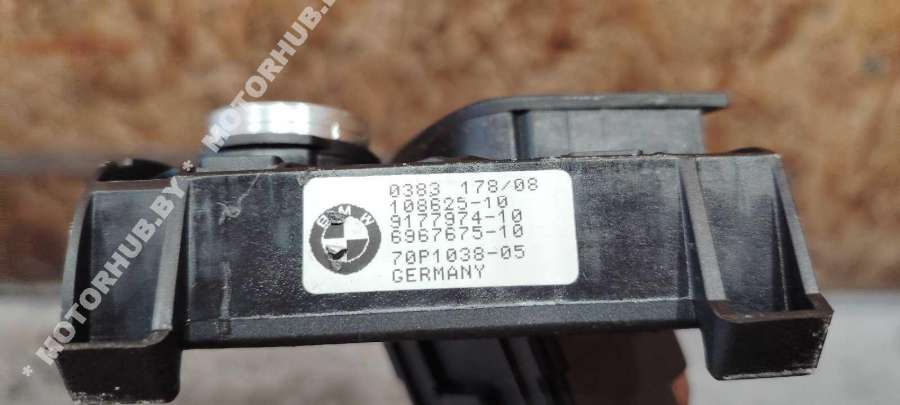 * MOTORHUB.BY * MOTORHUB.BY
0383 178/08
108625-10
9177974-10
6967675-10
70P1038-05
GERMANY
BMW